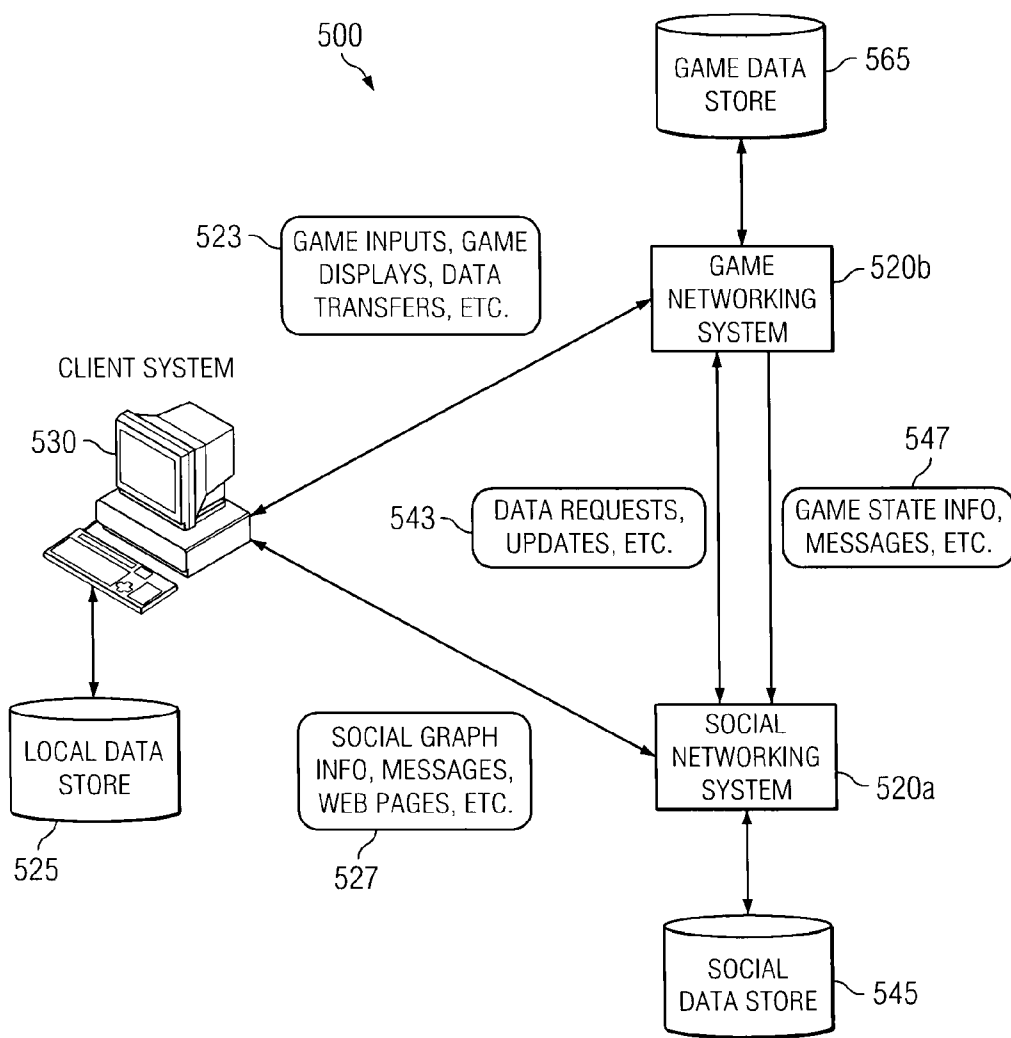 500
GAME DATA
STORE
565
523
GAME INPUTS, GAME
DISPLAYS, DATA
TRANSFERS, ETC.
GAME
NETWORKING
SYSTEM
520b
CLIENT SYSTEM
530
543
DATA REQUESTS,
UPDATES, ETC.
547
GAME STATE INFO,
MESSAGES, ETC.
LOCAL DATA
STORE
525
SOCIAL GRAPH
INFO, MESSAGES,
WEB PAGES, ETC.
527
SOCIAL
NETWORKING
SYSTEM
520a
SOCIAL
DATA STORE
545